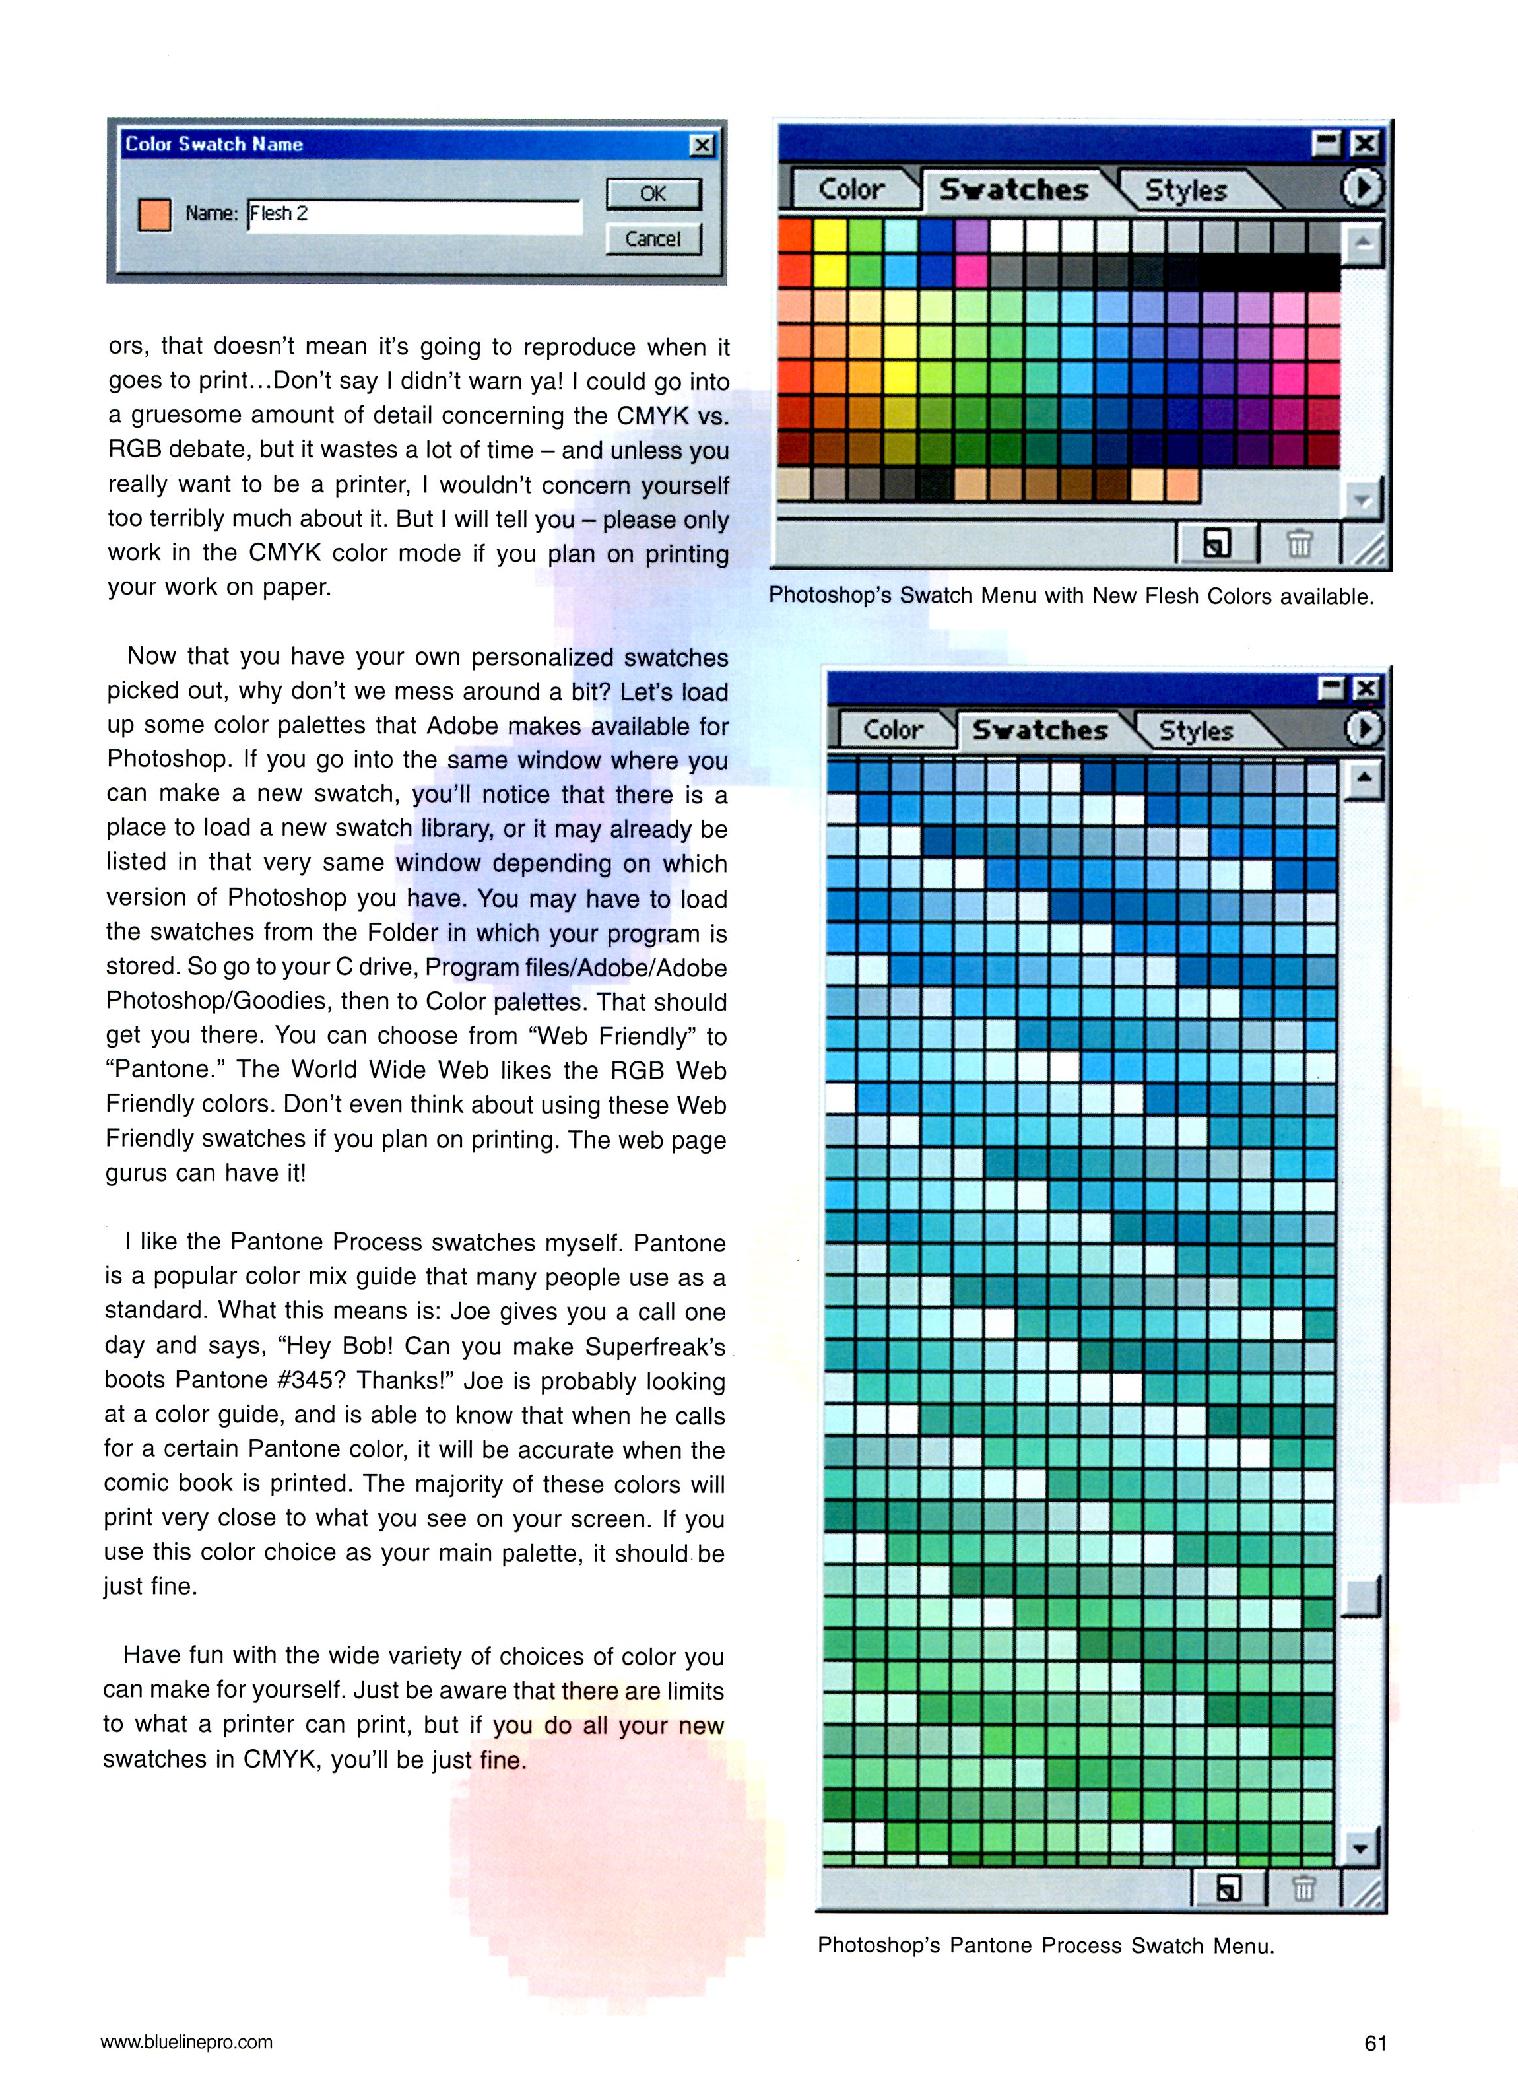 Color Swatch Name
Name: Flesh 2
OK
Cancel
ors, that doesn't mean it's going to reproduce when it
goes to print...Don't say I didn't warn ya! I could go into
a gruesome amount of detail concerning the CMYK vs.
RGB debate, but it wastes a lot of time – and unless you
really want to be a printer, I wouldn't concern yourself
too terribly much about it. But I will tell you – please only
work in the CMYK color mode if you plan on printing
your work on paper.
Now that you have your own personalized swatches
picked out, why don't we mess around a bit? Let's load
up some color palettes that Adobe makes available for
Photoshop. If you go into the same window where you
can make a new swatch, you'll notice that there is a
place to load a new swatch library, or it may already be
listed in that very same window depending on which
version of Photoshop you have. You may have to load
the swatches from the Folder in which your program is
stored. So go to your C drive, Program files/Adobe/Adobe
Photoshop/Goodies, then to Color palettes. That should
get you there. You can choose from “Web Friendly” to
“Pantone.” The World Wide Web likes the RGB Web
Friendly colors. Don't even think about using these Web
Friendly swatches if you plan on printing. The web page
gurus can have it!
I like the Pantone Process swatches myself. Pantone
is a popular color mix guide that many people use as a
standard. What this means is: Joe gives you a call one
day and says, “Hey Bob! Can you make Superfreak's
boots Pantone #345? Thanks!” Joe is probably looking
at a color guide, and is able to know that when he calls
for a certain Pantone color, it will be accurate when the
comic book is printed. The majority of these colors will
print very close to what you see on your screen. If you
use this color choice as your main palette, it should be
just fine.
Have fun with the wide variety of choices of color you
can make for yourself. Just be aware that there are limits
to what a printer can print, but if you do all your new
swatches in CMYK, you'll be just fine.
Color Swatches Styles
Photoshop's Swatch Menu with New Flesh Colors available.
Color Swatches Styles
Photoshop's Pantone Process Swatch Menu.
www.bluelinepro.com
61